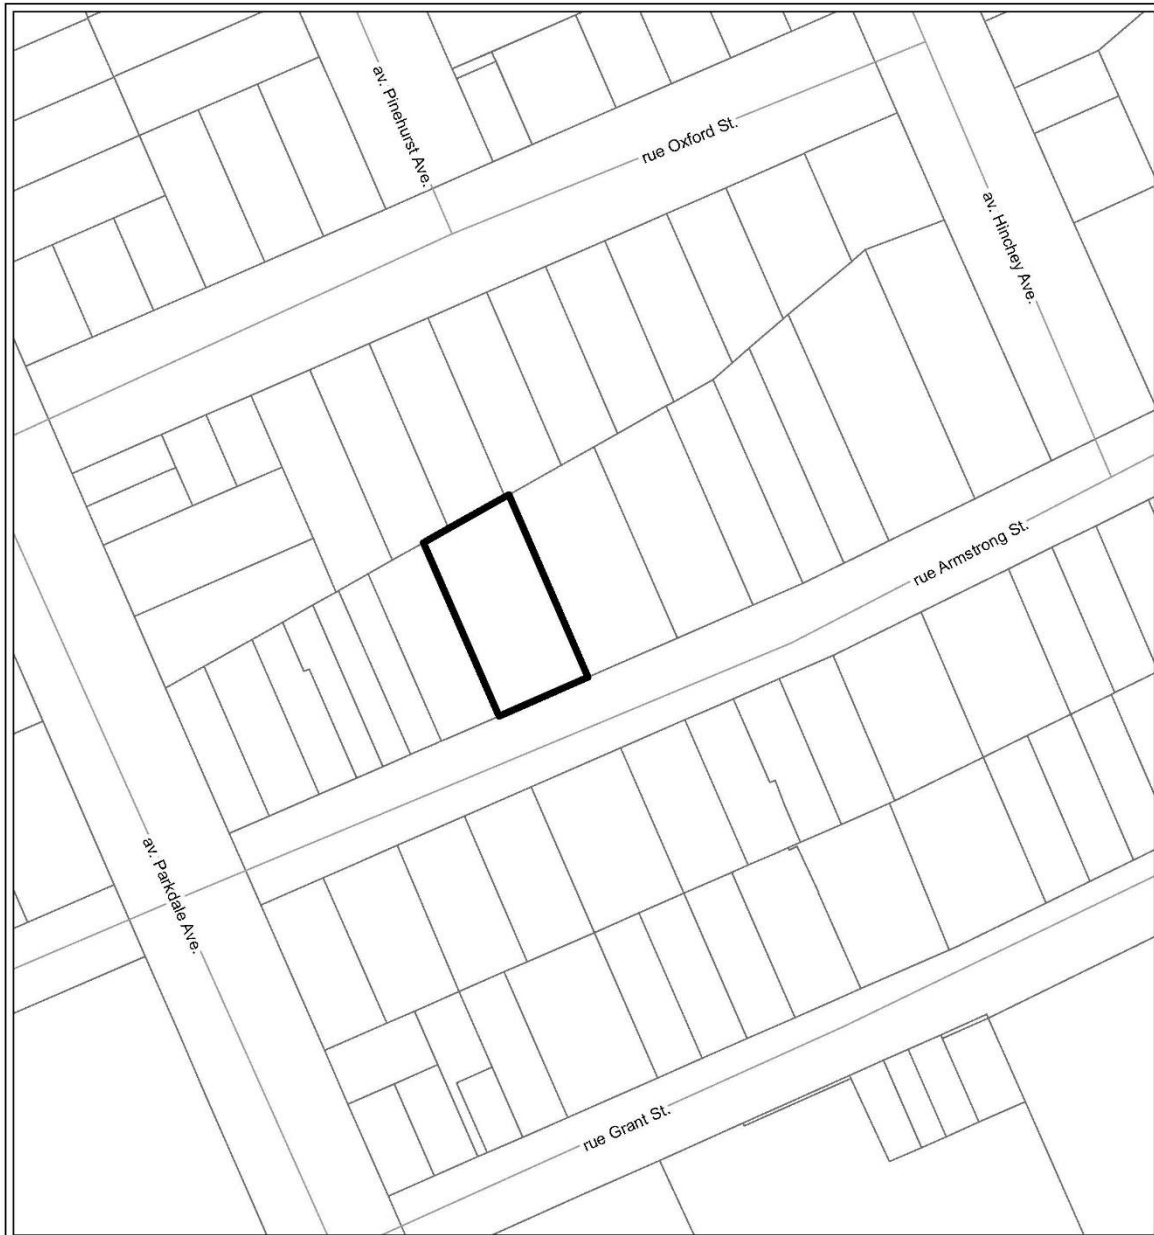 av. Pinehurst Ave.
rue Oxford St.
av. Hinchey Ave.
rue Armstrong St.
av. Parkdale Ave.
rue Grant St.